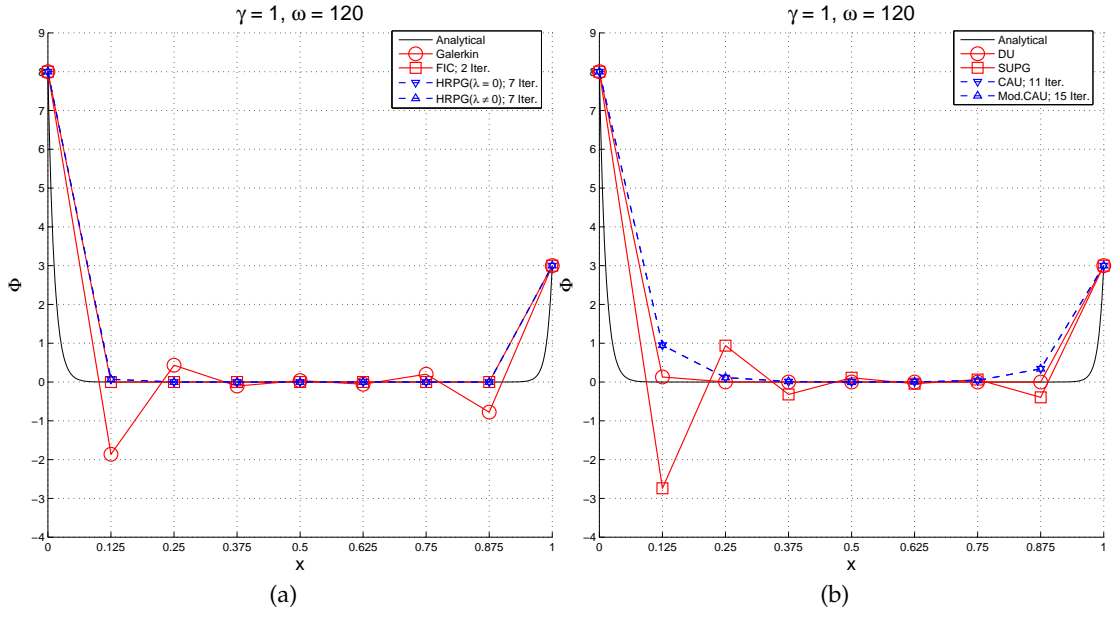 γ = 1, ω = 120
Analytical
Galerkin
FIC; 2 Iter.
HRPG(λ = 0); 7 Iter.
HRPG(λ ≠ 0); 7 Iter.
9
8
7
6
5
4
3
2
1
0
−1
−2
−3
−4
Φ
0 0.125 0.25 0.375 0.5 0.625 0.75 0.875 1
x
(a)
γ = 1, ω = 120
Analytical
DU
SUPG
CAU; 11 Iter.
Mod.CAU; 15 Iter.
9
8
7
6
5
4
3
2
1
0
−1
−2
−3
−4
Φ
0 0.125 0.25 0.375 0.5 0.625 0.75 0.875 1
x
(b)